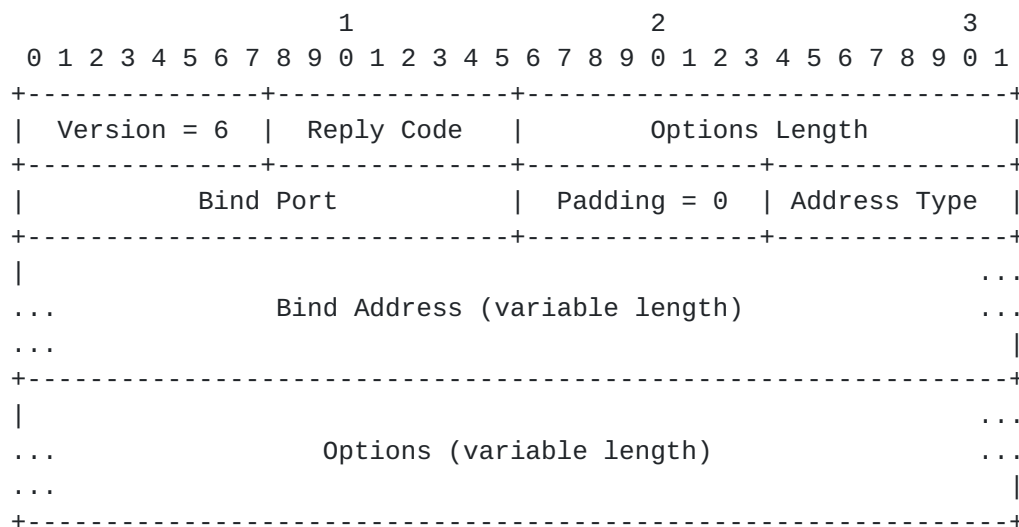 1                   2                   3
 0 1 2 3 4 5 6 7 8 9 0 1 2 3 4 5 6 7 8 9 0 1 2 3 4 5 6 7 8 9 0 1
+---------------+---------------+-------------------------------+
|  Version = 6  |  Reply Code   |        Options Length         |
+---------------+---------------+---------------+---------------+
|           Bind Port           |  Padding = 0  | Address Type  |
+-------------------------------+---------------+---------------+
|                                                             ...
...              Bind Address (variable length)               ...
...                                                             |
+---------------------------------------------------------------+
|                                                             ...
...                 Options (variable length)                 ...
...                                                             |
+---------------------------------------------------------------+